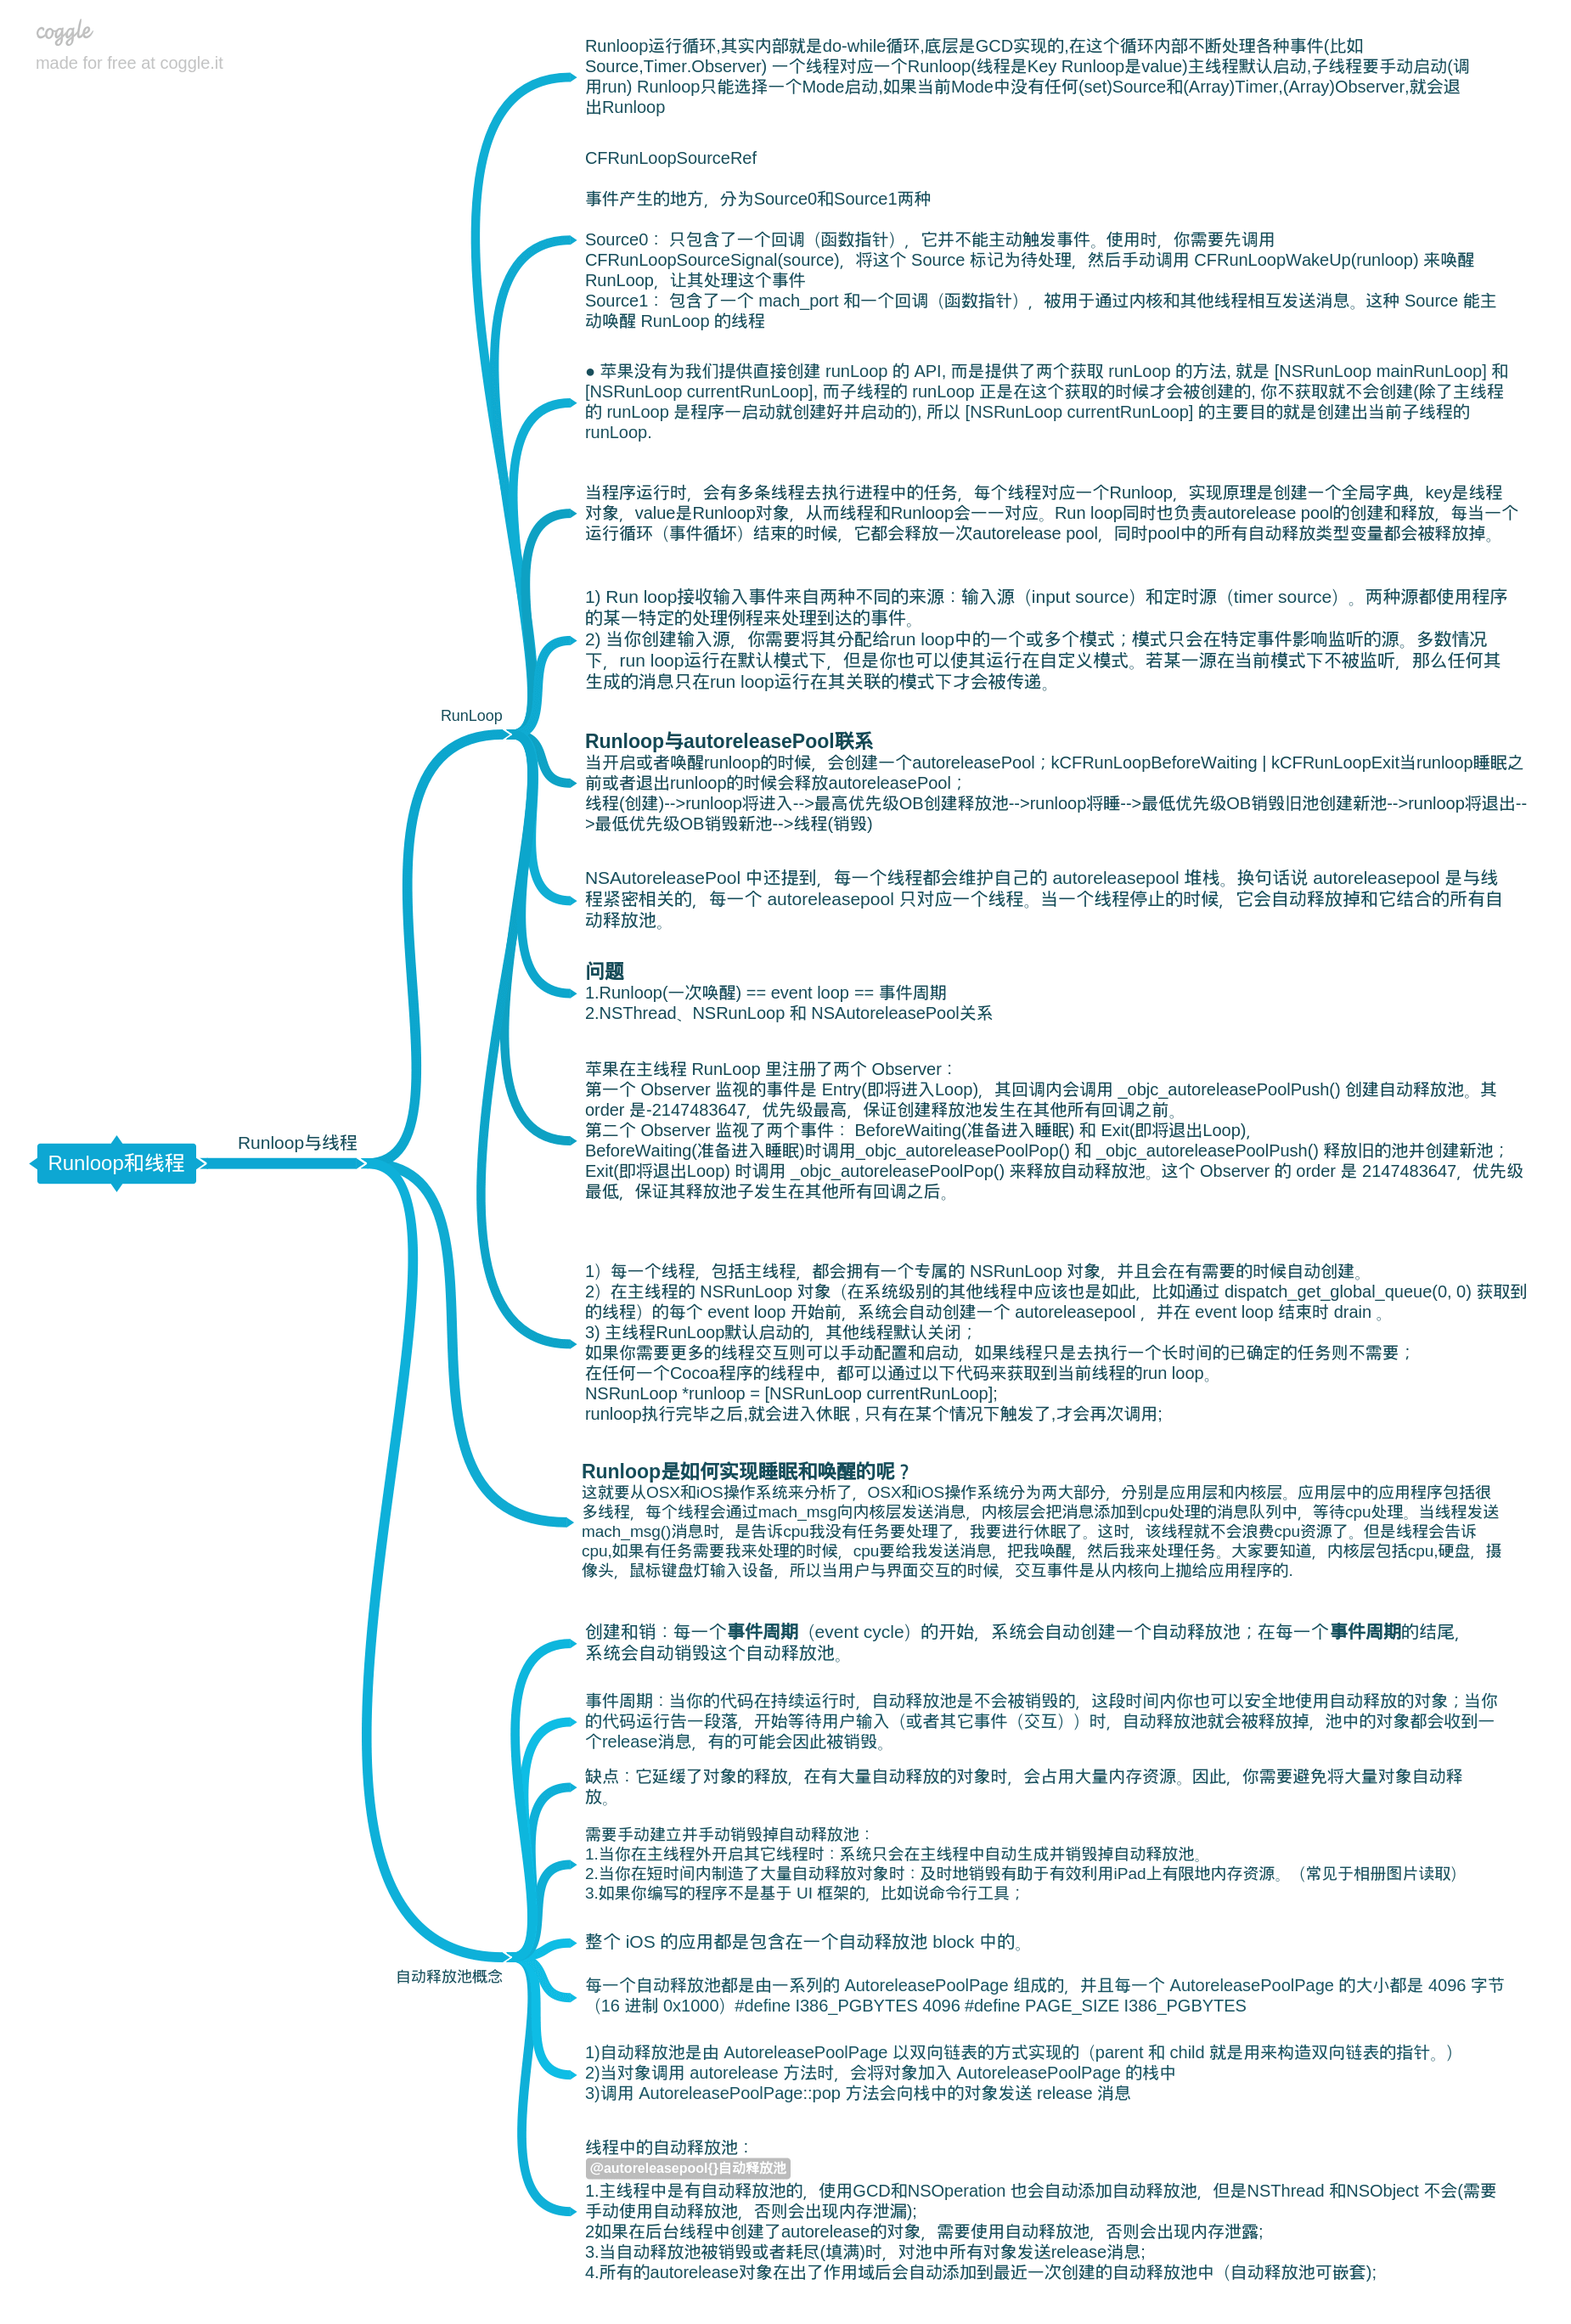 coggle
made for free at coggle.it
Runloop运行循环,其实内部就是do-while循环,底层是GCD实现的,在这个循环内部不断处理各种事件(比如
Source,Timer.Observer) 一个线程对应一个Runloop(线程是Key Runloop是value)主线程默认启动,子线程要手动启动(调
用run) Runloop只能选择一个Mode启动,如果当前Mode中没有任何(set)Source和(Array)Timer,(Array)Observer,就会退
出Runloop
CFRunLoopSourceRef
事件产生的地方，分为Source0和Source1两种
Source0： 只包含了一个回调（函数指针），它并不能主动触发事件。使用时，你需要先调用
CFRunLoopSourceSignal(source)，将这个 Source 标记为待处理，然后手动调用 CFRunLoopWakeUp(runloop) 来唤醒
RunLoop，让其处理这个事件
Source1： 包含了一个 mach_port 和一个回调（函数指针），被用于通过内核和其他线程相互发送消息。这种 Source 能主
动唤醒 RunLoop 的线程
● 苹果没有为我们提供直接创建 runLoop 的 API, 而是提供了两个获取 runLoop 的方法, 就是 [NSRunLoop mainRunLoop] 和
[NSRunLoop currentRunLoop], 而子线程的 runLoop 正是在这个获取的时候才会被创建的, 你不获取就不会创建(除了主线程
的 runLoop 是程序一启动就创建好并启动的), 所以 [NSRunLoop currentRunLoop] 的主要目的就是创建出当前子线程的
runLoop.
当程序运行时，会有多条线程去执行进程中的任务，每个线程对应一个Runloop，实现原理是创建一个全局字典，key是线程
对象，value是Runloop对象，从而线程和Runloop会一一对应。Run loop同时也负责autorelease pool的创建和释放，每当一个
运行循环（事件循坏）结束的时候，它都会释放一次autorelease pool，同时pool中的所有自动释放类型变量都会被释放掉。
1) Run loop接收输入事件来自两种不同的来源：输入源（input source）和定时源（timer source）。两种源都使用程序
的某一特定的处理例程来处理到达的事件。
2) 当你创建输入源，你需要将其分配给run loop中的一个或多个模式；模式只会在特定事件影响监听的源。多数情况
下，run loop运行在默认模式下，但是你也可以使其运行在自定义模式。若某一源在当前模式下不被监听，那么任何其
生成的消息只在run loop运行在其关联的模式下才会被传递。
RunLoop
Runloop与autoreleasePool联系
当开启或者唤醒runloop的时候，会创建一个autoreleasePool；kCFRunLoopBeforeWaiting | kCFRunLoopExit当runloop睡眠之
前或者退出runloop的时候会释放autoreleasePool；
线程(创建)-->runloop将进入-->最高优先级OB创建释放池-->runloop将睡-->最低优先级OB销毁旧池创建新池-->runloop将退出--
>最低优先级OB销毁新池-->线程(销毁)
NSAutoreleasePool 中还提到，每一个线程都会维护自己的 autoreleasepool 堆栈。换句话说 autoreleasepool 是与线
程紧密相关的，每一个 autoreleasepool 只对应一个线程。当一个线程停止的时候，它会自动释放掉和它结合的所有自
动释放池。
问题
1.Runloop(一次唤醒) == event loop == 事件周期
2.NSThread、NSRunLoop 和 NSAutoreleasePool关系
苹果在主线程 RunLoop 里注册了两个 Observer：
第一个 Observer 监视的事件是 Entry(即将进入Loop)，其回调内会调用 _objc_autoreleasePoolPush() 创建自动释放池。其
order 是-2147483647，优先级最高，保证创建释放池发生在其他所有回调之前。
第二个 Observer 监视了两个事件： BeforeWaiting(准备进入睡眠) 和 Exit(即将退出Loop),
BeforeWaiting(准备进入睡眠)时调用_objc_autoreleasePoolPop() 和 _objc_autoreleasePoolPush() 释放旧的池并创建新池；
Exit(即将退出Loop) 时调用 _objc_autoreleasePoolPop() 来释放自动释放池。这个 Observer 的 order 是 2147483647，优先级
最低，保证其释放池子发生在其他所有回调之后。
Runloop与线程
Runloop和线程
1）每一个线程，包括主线程，都会拥有一个专属的 NSRunLoop 对象，并且会在有需要的时候自动创建。
2）在主线程的 NSRunLoop 对象（在系统级别的其他线程中应该也是如此，比如通过 dispatch_get_global_queue(0, 0) 获取到
的线程）的每个 event loop 开始前，系统会自动创建一个 autoreleasepool ，并在 event loop 结束时 drain 。
3) 主线程RunLoop默认启动的，其他线程默认关闭；
如果你需要更多的线程交互则可以手动配置和启动，如果线程只是去执行一个长时间的已确定的任务则不需要；
在任何一个Cocoa程序的线程中，都可以通过以下代码来获取到当前线程的run loop。
NSRunLoop *runloop = [NSRunLoop currentRunLoop];
runloop执行完毕之后,就会进入休眠 , 只有在某个情况下触发了,才会再次调用;
Runloop是如何实现睡眠和唤醒的呢？
这就要从OSX和iOS操作系统来分析了，OSX和iOS操作系统分为两大部分，分别是应用层和内核层。应用层中的应用程序包括很
多线程，每个线程会通过mach_msg向内核层发送消息，内核层会把消息添加到cpu处理的消息队列中，等待cpu处理。当线程发送
mach_msg()消息时，是告诉cpu我没有任务要处理了，我要进行休眠了。这时，该线程就不会浪费cpu资源了。但是线程会告诉
cpu,如果有任务需要我来处理的时候，cpu要给我发送消息，把我唤醒，然后我来处理任务。大家要知道，内核层包括cpu,硬盘，摄
像头，鼠标键盘灯输入设备，所以当用户与界面交互的时候，交互事件是从内核向上抛给应用程序的.
创建和销：每一个事件周期（event cycle）的开始，系统会自动创建一个自动释放池；在每一个事件周期的结尾，
系统会自动销毁这个自动释放池。
事件周期：当你的代码在持续运行时，自动释放池是不会被销毁的，这段时间内你也可以安全地使用自动释放的对象；当你
的代码运行告一段落，开始等待用户输入（或者其它事件（交互））时，自动释放池就会被释放掉，池中的对象都会收到一
个release消息，有的可能会因此被销毁。
缺点：它延缓了对象的释放，在有大量自动释放的对象时，会占用大量内存资源。因此，你需要避免将大量对象自动释
放。
需要手动建立并手动销毁掉自动释放池：
1.当你在主线程外开启其它线程时：系统只会在主线程中自动生成并销毁掉自动释放池。
2.当你在短时间内制造了大量自动释放对象时：及时地销毁有助于有效利用iPad上有限地内存资源。（常见于相册图片读取）
3.如果你编写的程序不是基于 UI 框架的，比如说命令行工具；
整个 iOS 的应用都是包含在一个自动释放池 block 中的。
自动释放池概念
每一个自动释放池都是由一系列的 AutoreleasePoolPage 组成的，并且每一个 AutoreleasePoolPage 的大小都是 4096 字节
（16 进制 0x1000）#define I386_PGBYTES 4096 #define PAGE_SIZE I386_PGBYTES
1)自动释放池是由 AutoreleasePoolPage 以双向链表的方式实现的（parent 和 child 就是用来构造双向链表的指针。）
2)当对象调用 autorelease 方法时，会将对象加入 AutoreleasePoolPage 的栈中
3)调用 AutoreleasePoolPage::pop 方法会向栈中的对象发送 release 消息
线程中的自动释放池：
@autoreleasepool{}自动释放池
1.主线程中是有自动释放池的，使用GCD和NSOperation 也会自动添加自动释放池，但是NSThread 和NSObject 不会(需要
手动使用自动释放池，否则会出现内存泄漏);
2如果在后台线程中创建了autorelease的对象，需要使用自动释放池，否则会出现内存泄露;
3.当自动释放池被销毁或者耗尽(填满)时，对池中所有对象发送release消息;
4.所有的autorelease对象在出了作用域后会自动添加到最近一次创建的自动释放池中（自动释放池可嵌套);